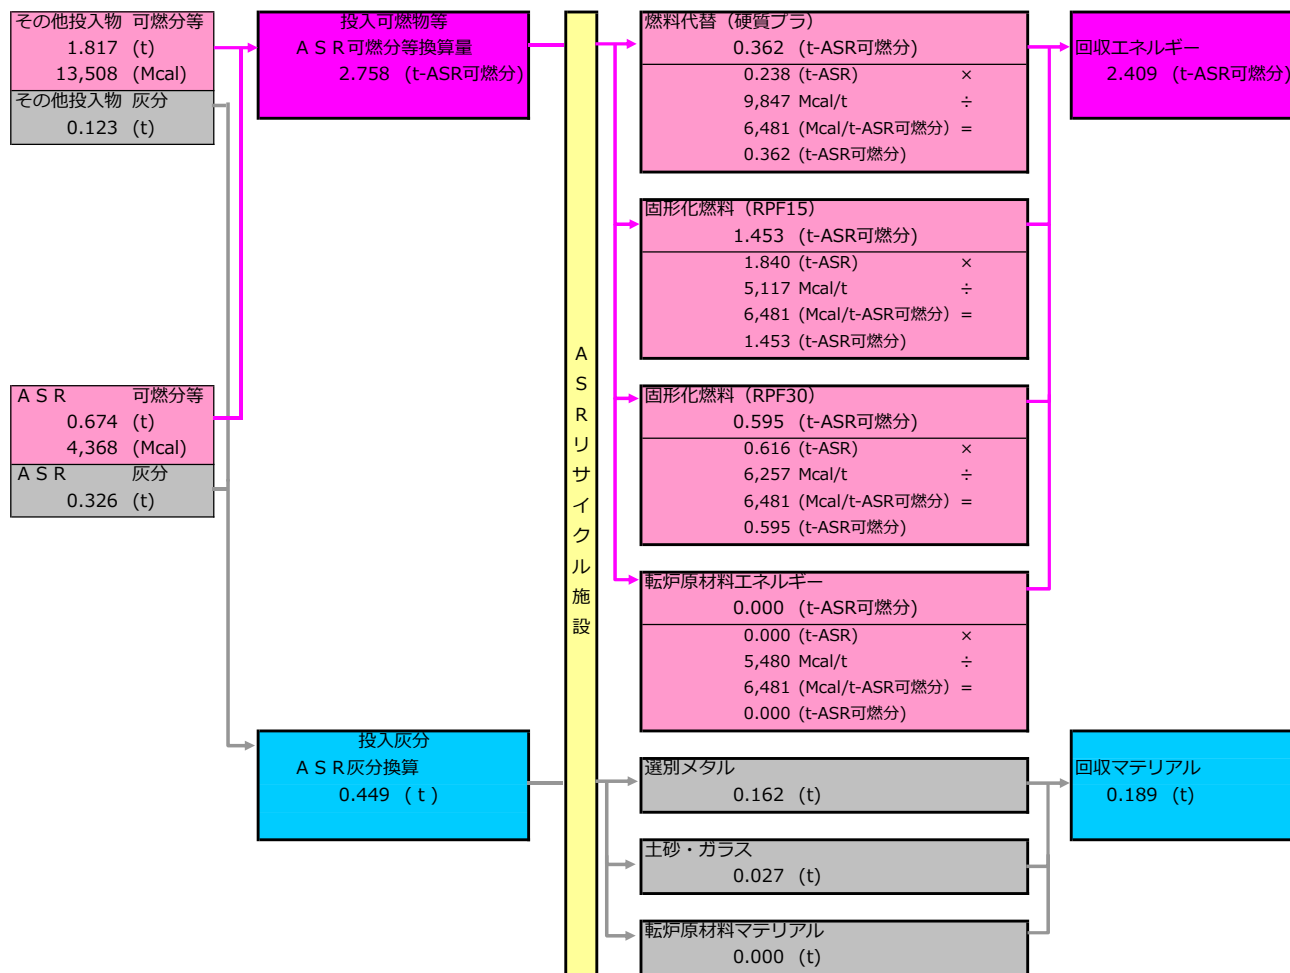 その他投入物 可燃分等
1.817 (t)
13,508 (Mcal)
その他投入物 灰分
0.123 (t)
ＡＳＲ 可燃分等
0.674 (t)
4,368 (Mcal)
ＡＳＲ 灰分
0.326 (t)
投入可燃物等
ＡＳＲ可燃分等換算量
2.758 (t-ASR可燃分)
投入灰分
ＡＳＲ灰分換算
0.449 (ｔ)
ＡＳＲリサイクル施設
燃料代替（硬質プラ）
0.362 (t-ASR可燃分)
0.238 (t-ASR) ×
9,847 Mcal/t ÷
6,481 (Mcal/t-ASR可燃分) =
0.362 (t-ASR可燃分)
固形化燃料（RPF15）
1.453 (t-ASR可燃分)
1.840 (t-ASR) ×
5,117 Mcal/t ÷
6,481 (Mcal/t-ASR可燃分) =
1.453 (t-ASR可燃分)
固形化燃料（RPF30）
0.595 (t-ASR可燃分)
0.616 (t-ASR) ×
6,257 Mcal/t ÷
6,481 (Mcal/t-ASR可燃分) =
0.595 (t-ASR可燃分)
転炉原材料エネルギー
0.000 (t-ASR可燃分)
0.000 (t-ASR) ×
5,480 Mcal/t ÷
6,481 (Mcal/t-ASR可燃分) =
0.000 (t-ASR可燃分)
選別メタル
0.162 (t)
土砂・ガラス
0.027 (t)
転炉原材料マテリアル
0.000 (t)
回収エネルギー
2.409 (t-ASR可燃分)
回収マテリアル
0.189 (t)